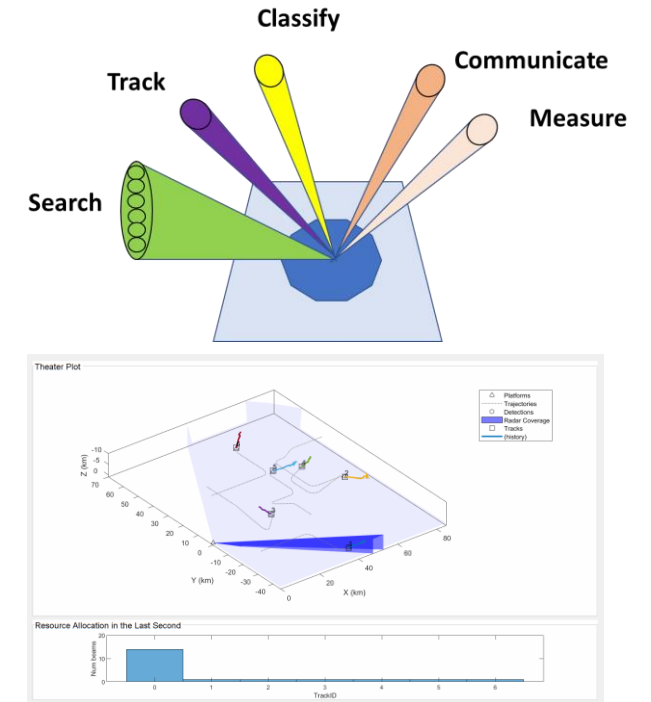 Classify
Communicate
Track
Measure
Search
Theater Plot
Platforms
Trajectories
Detections
Radar Coverage
Tracks
(history)
Z (km)
-10
-5
0
70
60
50
40
30
20
10
0
-10
-20
-30
-40
Y (km)
0
20
40
60
80
X (km)
2
Resource Allocation in the Last Second
Num beams
20
10
0
0 1 2 3 4 5 6
TrackID